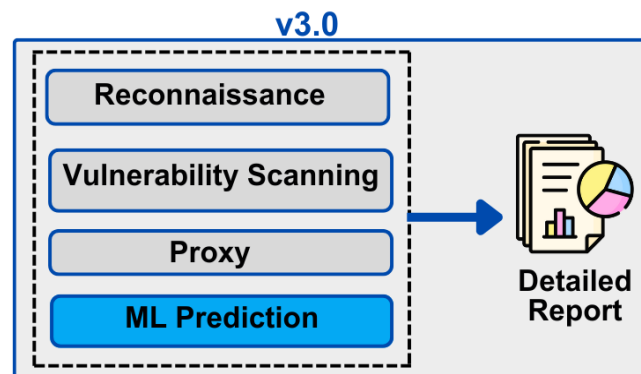 v3.0
Reconnaissance
Vulnerability Scanning
Proxy
ML Prediction
Detailed
Report